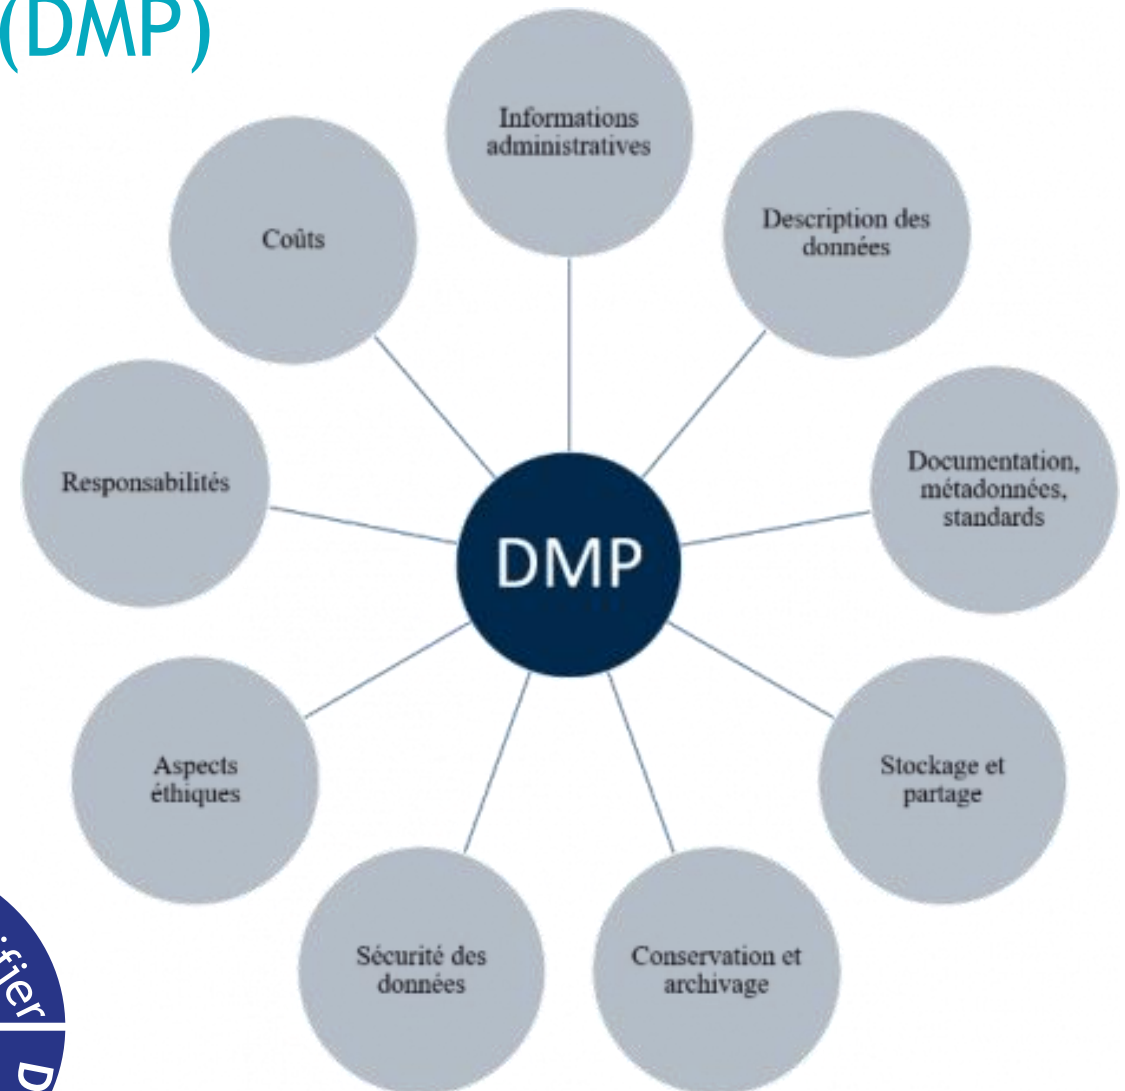 (DMP)
Informations
administratives
Description des
données
Documentation,
métadonnées,
standards
Stockage et
partage
Conservation et
archivage
Sécurité des
données
Aspects
éthiques
Responsabilités
Coûts
DMP